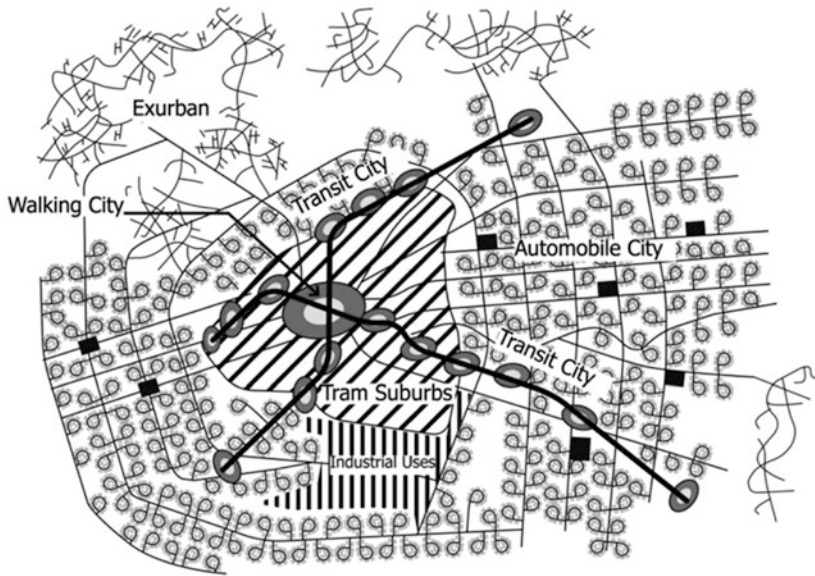 Exurban
Transit City
Walking City
Automobile City
Transit City
Tram Suburbs
Industrial Uses